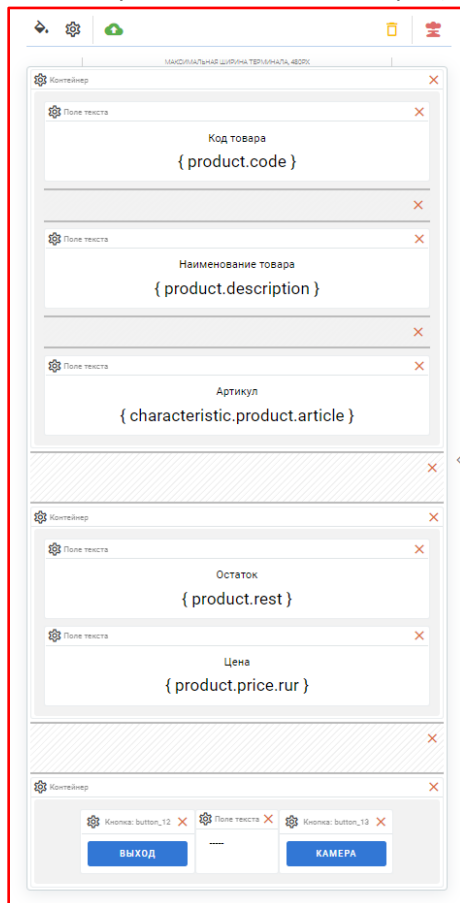 МАКСИМАЛЬНАЯ ШИРИНА ТЕРМИНАЛА, 480PX
Контейнер
Поле текста
Код товара
{ product.code }
Поле текста
Наименование товара
{ product.description }
Поле текста
Артикул
{ characteristic.product.article }
Контейнер
Поле текста
Остаток
{ product.rest }
Поле текста
Цена
{ product.price.rur }
Контейнер
Кнопка: button_12 Поле текста Кнопка: button_13
ВЫХОД ----- КАМЕРА